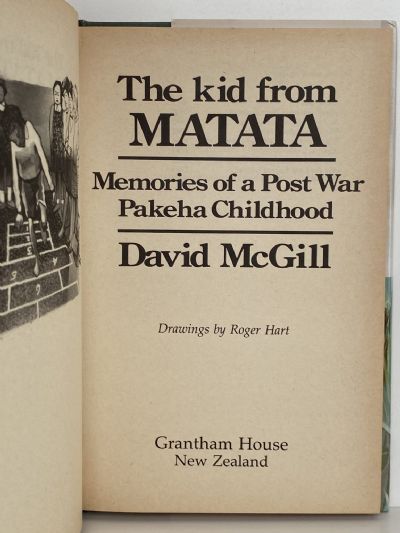 The kid from
MATATA
Memories of a Post War
Pakeha Childhood
David McGill
Drawings by Roger Hart
Grantham House
New Zealand